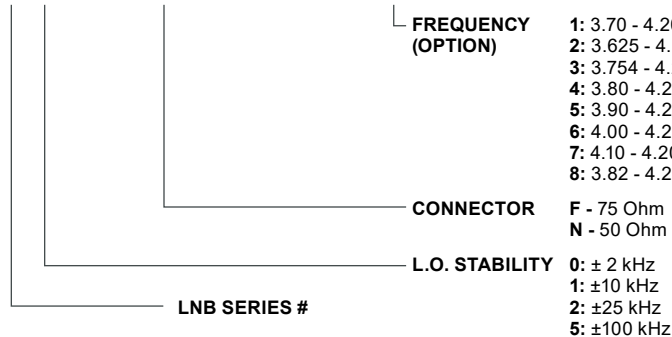 FREQUENCY 1: 3.70 - 4.20
(OPTION) 2: 3.625 - 4.
3: 3.754 - 4.
4: 3.80 - 4.2
5: 3.90 - 4.2
6: 4.00 - 4.2
7: 4.10 - 4.20
8: 3.82 - 4.2
CONNECTOR F - 75 Ohm
N - 50 Ohm
L.O. STABILITY 0: ± 2 kHz
1: ±10 kHz
LNB SERIES # 2: ±25 kHz
5: ±100 kHz